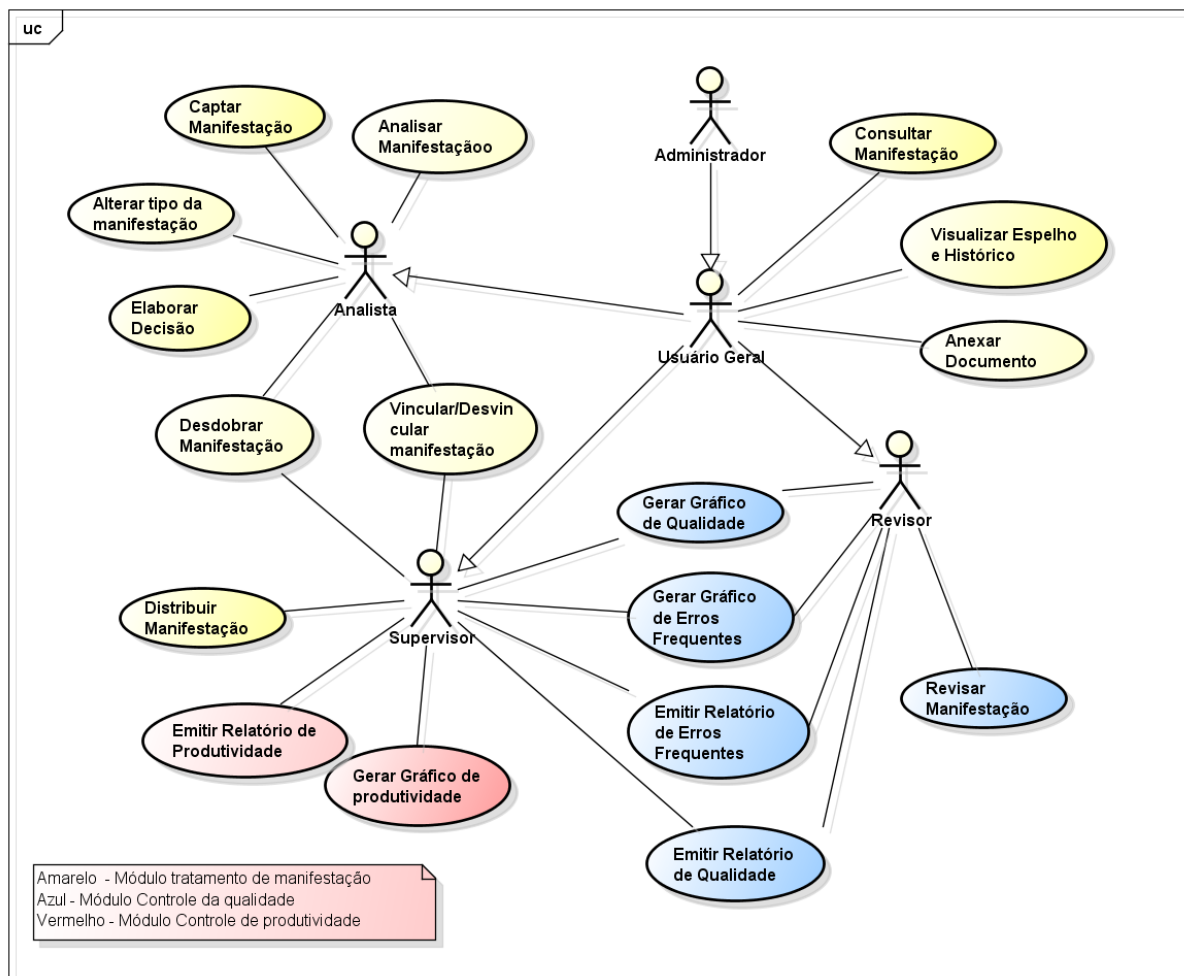 uc
Captar
Manifestação
Analisar
Manifestaçãoo
Administrador
Consultar
Manifestação
Alterar tipo da
manifestação
Visualizar Espelho
e Histórico
Elaborar
Decisão
Analista
Usuário Geral
Anexar
Documento
Desdobrar
Manifestação
Vincular/Desvin
cular
manifestação
Gerar Gráfico
de Qualidade
Revisor
Distribuir
Manifestação
Supervisor
Gerar Gráfico
de Erros
Frequentes
Emitir Relatório de
Produtividade
Gerar Gráfico de
produtividade
Emitir Relatório
de Erros
Frequentes
Revisar
Manifestação
Emitir Relatório
de Qualidade
Amarelo - Módulo tratamento de manifestação
Azul - Módulo Controle da qualidade
Vermelho - Módulo Controle de produtividade